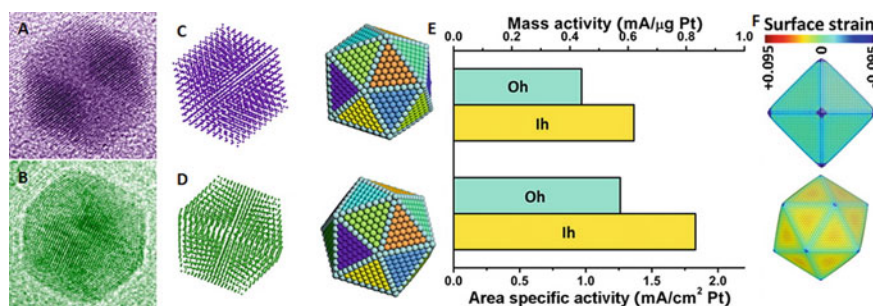 A
B
C
D
E
Mass activity (mA/μg Pt)
0.0 0.2 0.4 0.6 0.8 1.0
Oh
Ih
Oh
Ih
0.0 0.5 1.0 1.5 2.0
Area specific activity (mA/cm² Pt)
F
Surface strain
+0.095 0 -0.095